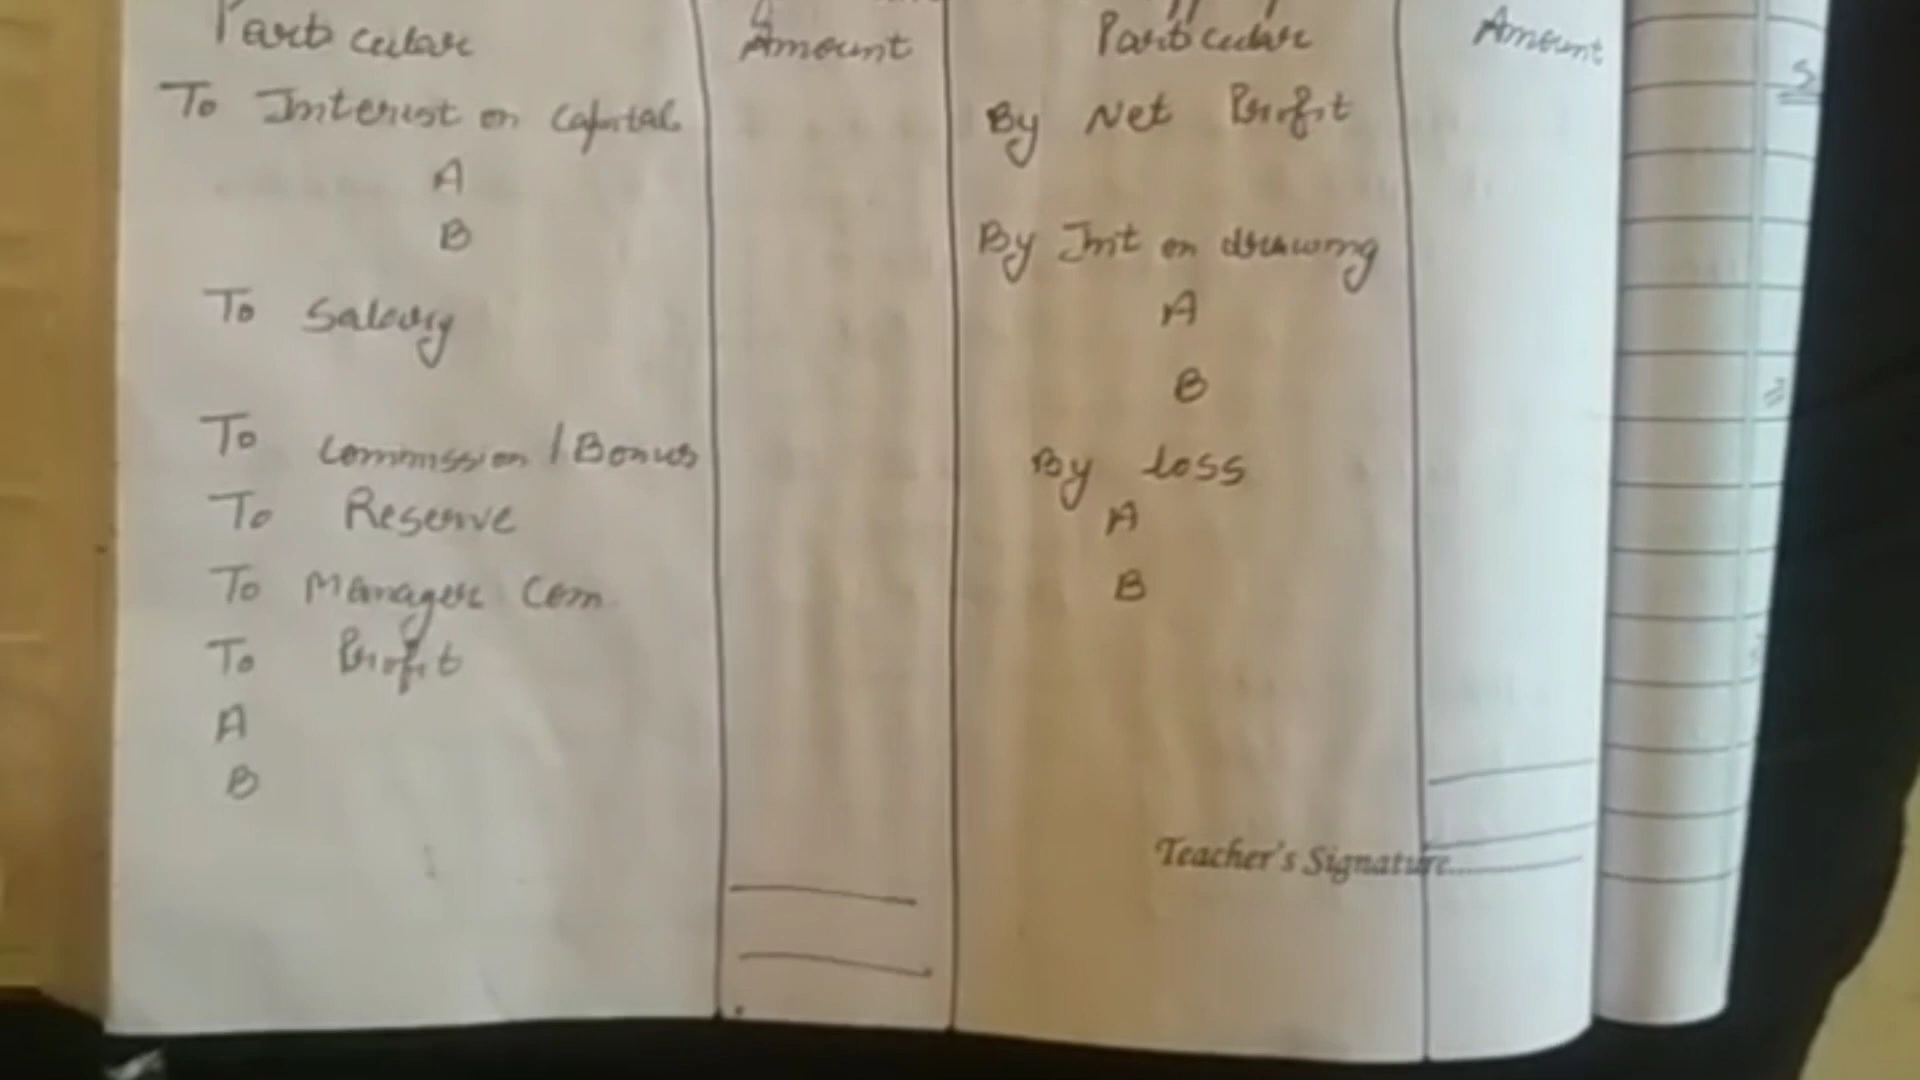 Particular
Amount
Particular
Amount
To Interest on Capital
A
B
To Salary
To Commission / Bonus
To Reserve
To Manager Com
To Profit
A
B
By Net Profit
By Int on drawing
A
B
By loss
A
B
Teacher's Signature